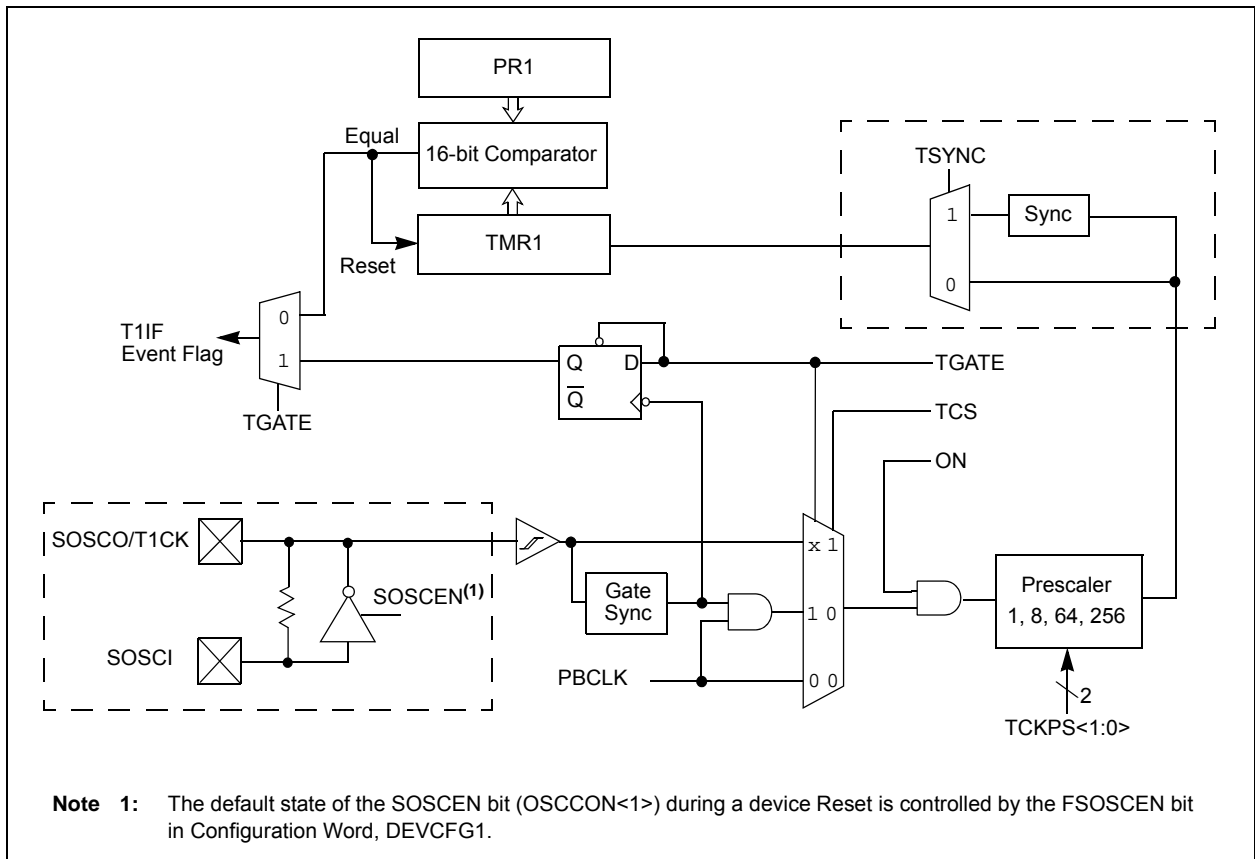 PR1
Equal
16-bit Comparator
TSYNC
1
Sync
TMR1
Reset
0
0
T1IF
Event Flag
1
Q
D
TGATE
Q
TGATE
TCS
ON
SOSCO/T1CK
x 1
SOSCEN(1)
Gate
Sync
1 0
Prescaler
1, 8, 64, 256
SOSCI
PBCLK
0 0
2
TCKPS<1:0>
Note 1: The default state of the SOSCEN bit (OSCCON<1>) during a device Reset is controlled by the FSOSCEN bit
in Configuration Word, DEVCFG1.